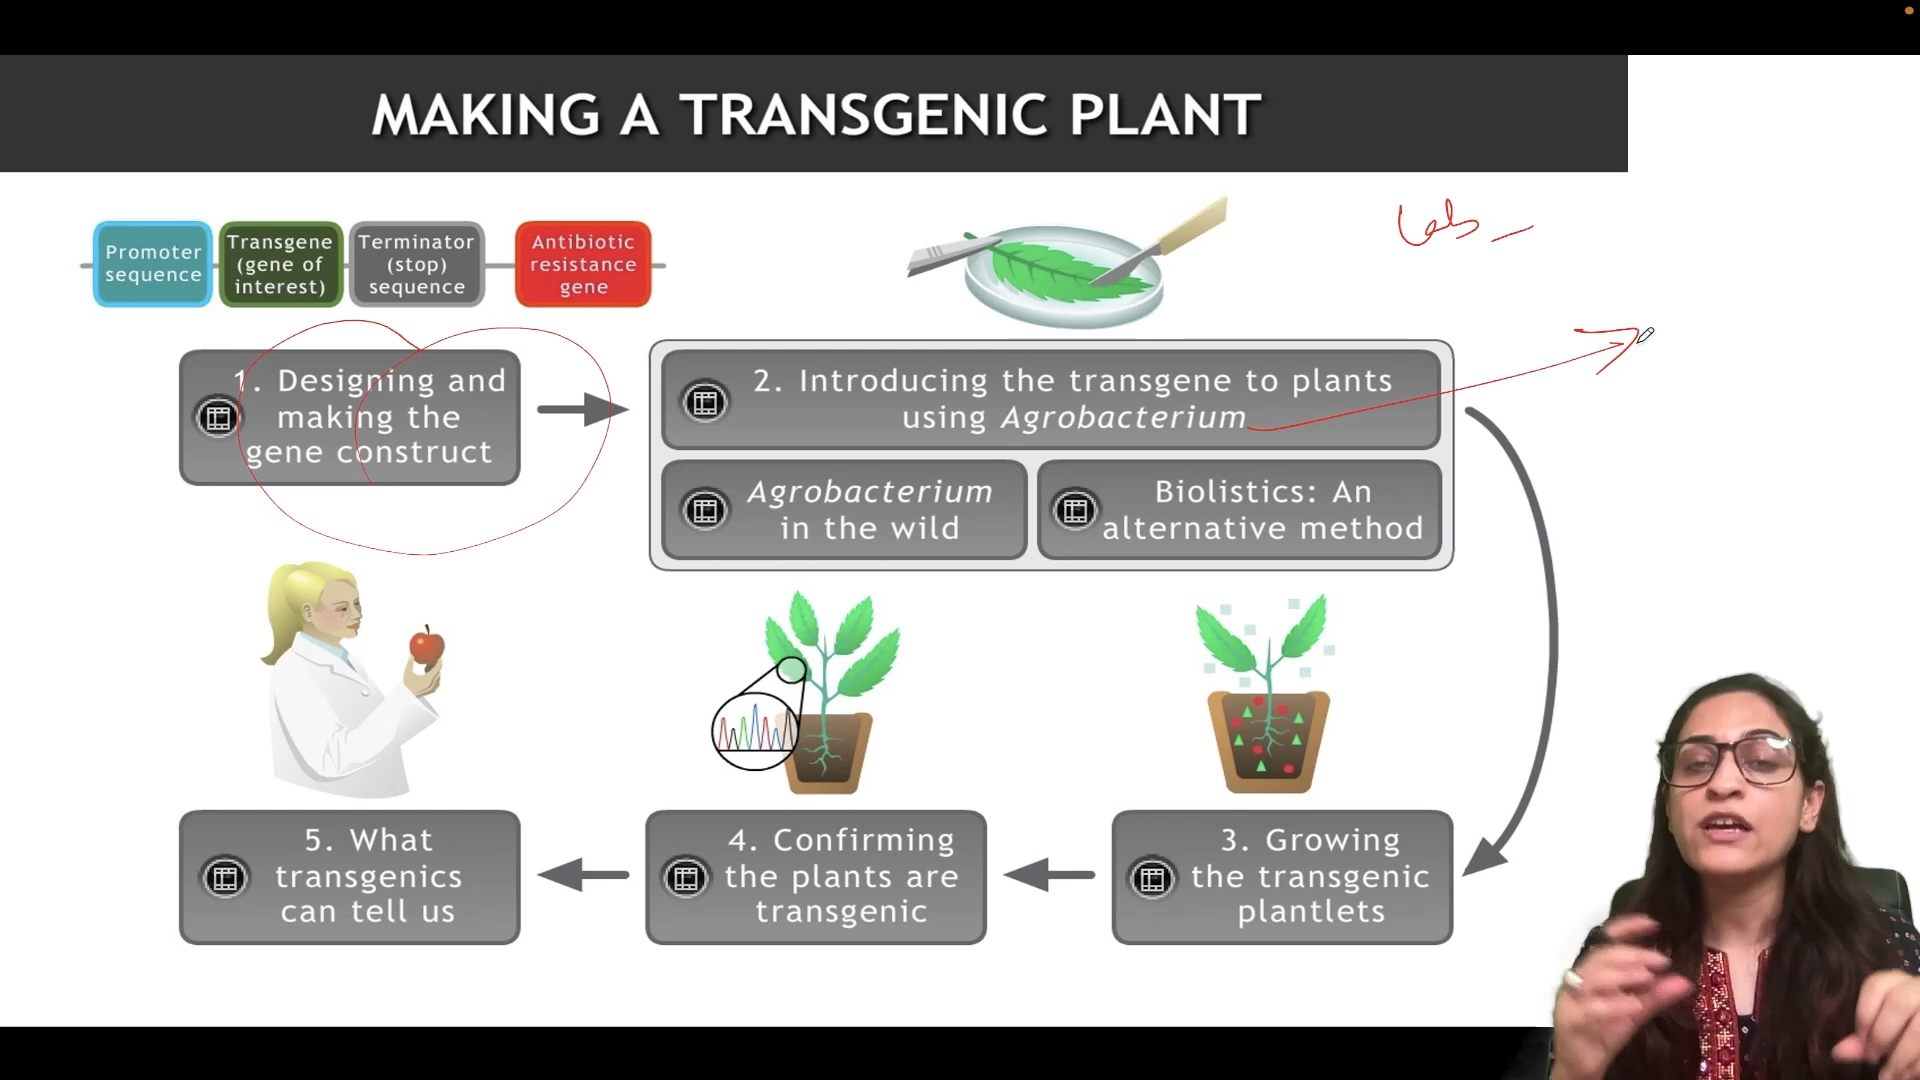 MAKING A TRANSGENIC PLANT
Promoter
sequence
Transgene
(gene of
interest)
Terminator
(stop)
sequence
Antibiotic
resistance
gene
Lab
1. Designing and
making the
gene construct
2. Introducing the transgene to plants
using Agrobacterium
Agrobacterium
in the wild
Biolistics: An
alternative method
5. What
transgenics
can tell us
4. Confirming
the plants are
transgenic
3. Growing
the transgenic
plantlets